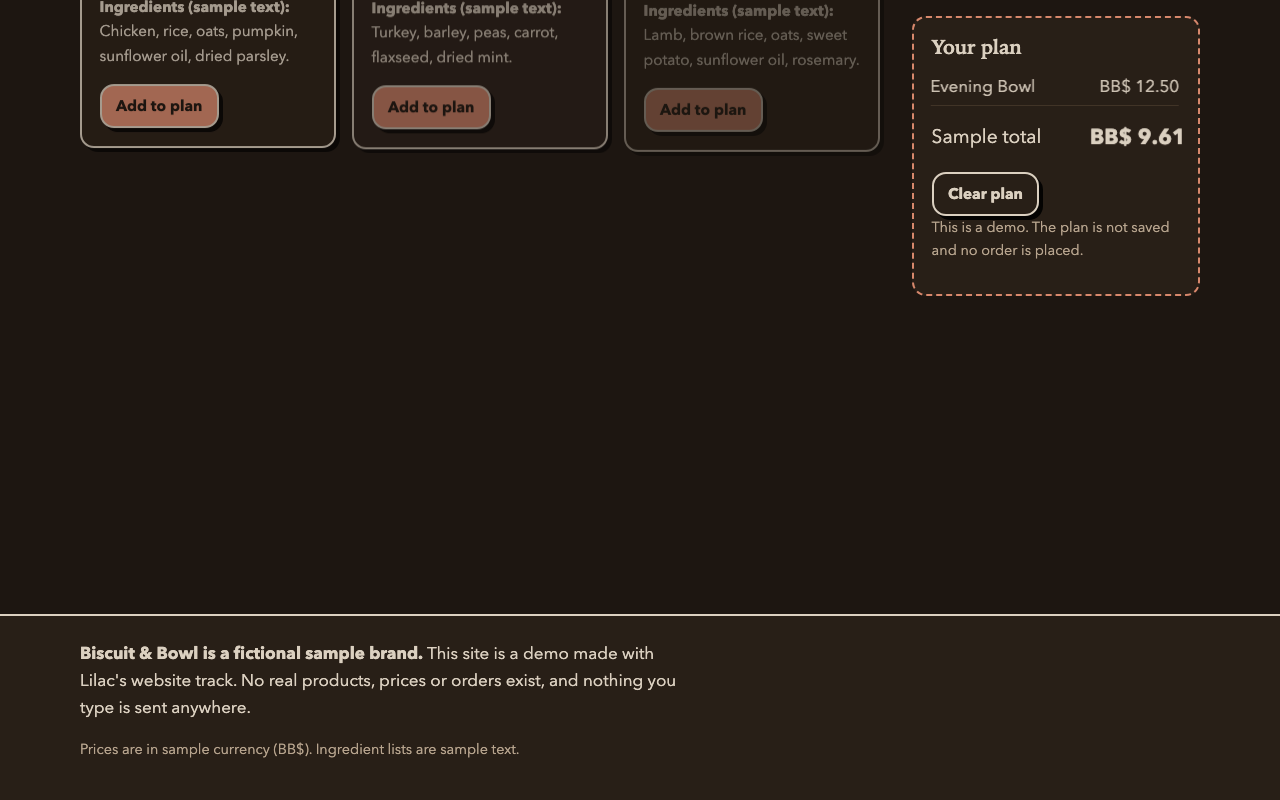 Ingredients (sample text):
Chicken, rice, oats, pumpkin,
sunflower oil, dried parsley.
Add to plan
Ingredients (sample text):
Turkey, barley, peas, carrot,
flaxseed, dried mint.
Add to plan
Ingredients (sample text):
Lamb, brown rice, oats, sweet
potato, sunflower oil, rosemary.
Add to plan
Your plan
Evening Bowl BB$ 12.50
Sample total BB$ 9.61
Clear plan
This is a demo. The plan is not saved
and no order is placed.
Biscuit & Bowl is a fictional sample brand. This site is a demo made with
Lilac's website track. No real products, prices or orders exist, and nothing you
type is sent anywhere.
Prices are in sample currency (BB$). Ingredient lists are sample text.